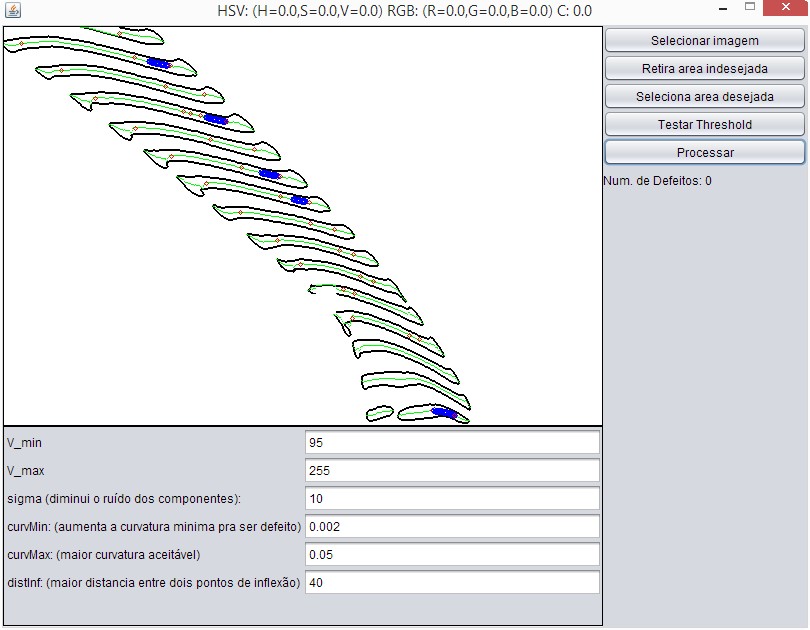 HSV: (H=0.0,S=0.0,V=0.0) RGB: (R=0.0,G=0.0,B=0.0) C: 0.0
Selecionar imagem
Retira area indesejada
Seleciona area desejada
Testar Threshold
Processar
Num. de Defeitos: 0
V_min 95
V_max 255
sigma (diminui o ruído dos componentes): 10
curvMin: (aumenta a curvatura minima pra ser defeito) 0.002
curvMax: (maior curvatura aceitável) 0.05
distInf: (maior distancia entre dois pontos de inflexão) 40